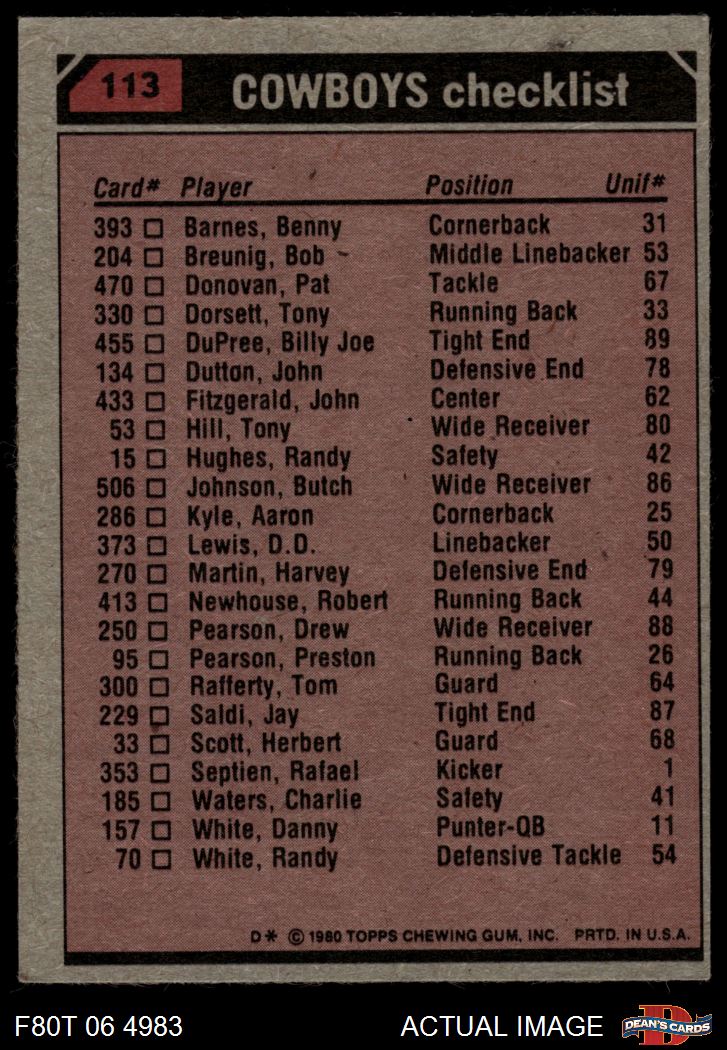 113 COWBOYS checklist
Card# Player Position Unif#
393 □ Barnes, Benny Cornerback 31
204 □ Breunig, Bob Middle Linebacker 53
470 □ Donovan, Pat Tackle 67
330 □ Dorsett, Tony Running Back 33
455 □ DuPree, Billy Joe Tight End 89
134 □ Dutton, John Defensive End 78
433 □ Fitzgerald, John Center 62
53 □ Hill, Tony Wide Receiver 80
15 □ Hughes, Randy Safety 42
506 □ Johnson, Butch Wide Receiver 86
286 □ Kyle, Aaron Cornerback 25
373 □ Lewis, D.D. Linebacker 50
270 □ Martin, Harvey Defensive End 79
413 □ Newhouse, Robert Running Back 44
250 □ Pearson, Drew Wide Receiver 88
95 □ Pearson, Preston Running Back 26
300 □ Rafferty, Tom Guard 64
229 □ Saldi, Jay Tight End 87
33 □ Scott, Herbert Guard 68
353 □ Septien, Rafael Kicker 1
185 □ Waters, Charlie Safety 41
157 □ White, Danny Punter-QB 11
70 □ White, Randy Defensive Tackle 54
D* © 1980 TOPPS CHEWING GUM, INC. PRTD. IN U.S.A.
F80T 06 4983 ACTUAL IMAGE D DEAN'S CARDS